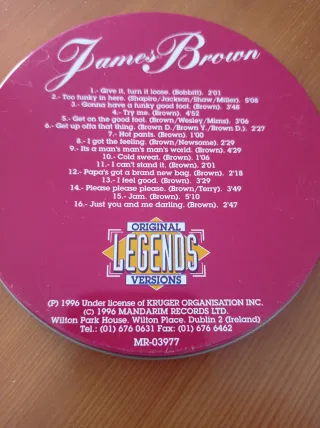 James Brown
1.- Give it, turn it loose. (Bobbitt). 2'01
2.- Too funky in here. (Shapiro/Jackson/Shaw/Miller). 5'08
3.- Gonna have a funky good foot. (Brown). 3'48
4.- Try me. (Brown). 4'52
5.- Get on the good foot. (Brown/Wesley/Mims). 3'06
6.- Get up offa that thing. (Brown D./Brown Y./Brown D.). 2'27
7.- Hot pants. (Brown). 1'00
8.- I got the feeling. (Brown/Newsome). 2'29
9.- Its a man's man's man's world. (Brown). 4'29
10.- Cold sweat. (Brown). 1'06
11.- I can't stand it. (Brown). 2'01
12.- Papa's got a brand new bag. (Brown). 2'18
13.- I feel good. (Brown). 3'29
14.- Please please please. (Brown/Terry). 3'49
15.- Jam. (Brown). 5'10
16.- Just you and me darling. (Brown). 2'47
ORIGINAL
LEGENDS
VERSIONS
(P) 1996 Under license of KRUGER ORGANISATION INC.
(C) 1996 MANDARIM RECORDS LTD.
Wilton Park House. Wilton Place. Dublin 2 (Ireland)
Tel.: (01) 676 0631 Fax: (01) 676 6462
MR-03977